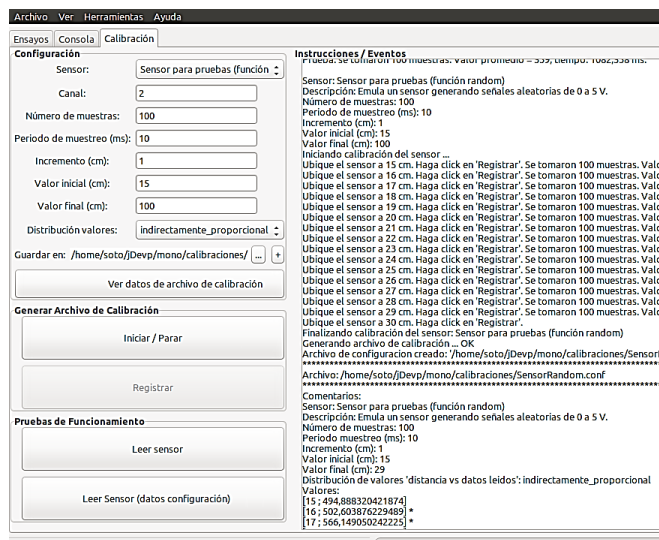 Archivo Ver Herramientas Ayuda
Ensayos Consola Calibración
Configuración
Sensor: Sensor para pruebas (función
Canal: 2
Número de muestras: 100
Periodo de muestreo (ms): 10
Incremento (cm): 1
Valor inicial (cm): 15
Valor final (cm): 100
Distribución valores: indirectamente_proporcional
Guardar en: /home/soto/jDevp/mono/calibraciones/ ... +
Ver datos de archivo de calibración
Generar Archivo de Calibración
Iniciar / Parar
Registrar
Pruebas de Funcionamiento
Leer sensor
Leer Sensor (datos configuración)
Instrucciones / Eventos
Prueba: se tomaron 100 muestras. Valor promedio = 559, tiempo: 1082,558 ms.
Sensor: Sensor para pruebas (función random)
Descripción: Emula un sensor generando señales aleatorias de 0 a 5 V.
Número de muestras: 100
Periodo de muestreo (ms): 10
Incremento (cm): 1
Valor inicial (cm): 15
Valor final (cm): 100
Iniciando calibración del sensor ...
Ubique el sensor a 15 cm. Haga click en 'Registrar'. Se tomaron 100 muestras. Valo
Ubique el sensor a 16 cm. Haga click en 'Registrar'. Se tomaron 100 muestras. Valo
Ubique el sensor a 17 cm. Haga click en 'Registrar'. Se tomaron 100 muestras. Valo
Ubique el sensor a 18 cm. Haga click en 'Registrar'. Se tomaron 100 muestras. Valo
Ubique el sensor a 19 cm. Haga click en 'Registrar'. Se tomaron 100 muestras. Valo
Ubique el sensor a 20 cm. Haga click en 'Registrar'. Se tomaron 100 muestras. Valo
Ubique el sensor a 21 cm. Haga click en 'Registrar'. Se tomaron 100 muestras. Valo
Ubique el sensor a 22 cm. Haga click en 'Registrar'. Se tomaron 100 muestras. Valo
Ubique el sensor a 23 cm. Haga click en 'Registrar'. Se tomaron 100 muestras. Valo
Ubique el sensor a 24 cm. Haga click en 'Registrar'. Se tomaron 100 muestras. Valo
Ubique el sensor a 25 cm. Haga click en 'Registrar'. Se tomaron 100 muestras. Valo
Ubique el sensor a 26 cm. Haga click en 'Registrar'. Se tomaron 100 muestras. Valo
Ubique el sensor a 27 cm. Haga click en 'Registrar'. Se tomaron 100 muestras. Valo
Ubique el sensor a 28 cm. Haga click en 'Registrar'. Se tomaron 100 muestras. Valo
Ubique el sensor a 29 cm. Haga click en 'Registrar'. Se tomaron 100 muestras. Valo
Ubique el sensor a 30 cm. Haga click en 'Registrar'.
Finalizando calibración del sensor: Sensor para pruebas (función random)
Generando archivo de calibración ... OK
Archivo de configuracion creado: '/home/soto/jDevp/mono/calibraciones/Sensor
Archivo: /home/soto/jDevp/mono/calibraciones/SensorRandom.conf
Comentarios:
Sensor: Sensor para pruebas (función random)
Descripción: Emula un sensor generando señales aleatorias de 0 a 5 V.
Número de muestras: 100
Periodo muestreo (ms): 10
Incremento (cm): 1
Valor inicial (cm): 15
Valor final (cm): 29
Distribución de valores 'distancia vs datos leidos': indirectamente_proporcional
Valores:
[15 ; 494,888320421874]
[16 ; 502,603876229489] *
[17 ; 566,149050242225] *